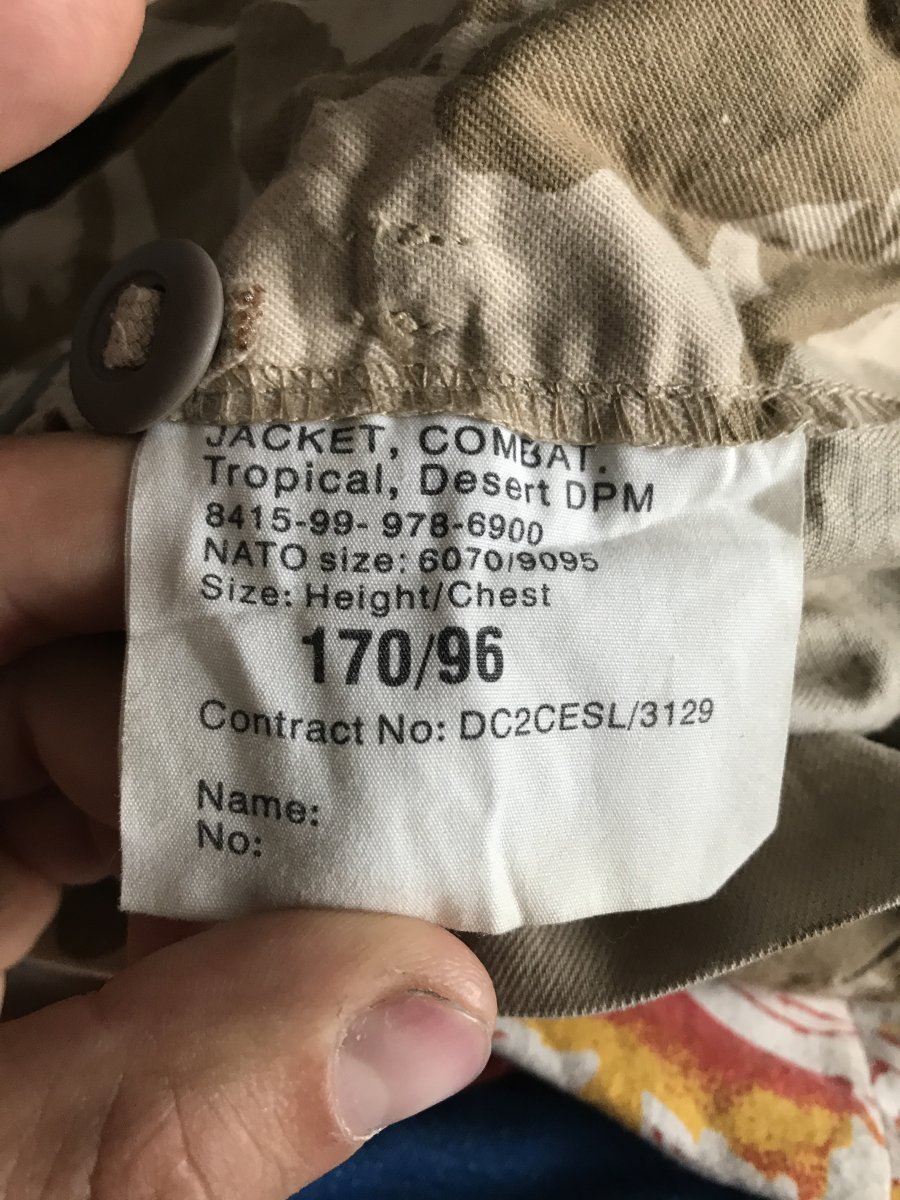 JACKET, COMBAT.
Tropical, Desert DPM
8415-99- 978-6900
NATO size: 6070/9095
Size: Height/Chest
170/96
Contract No: DC2CESL/3129
Name:
No: